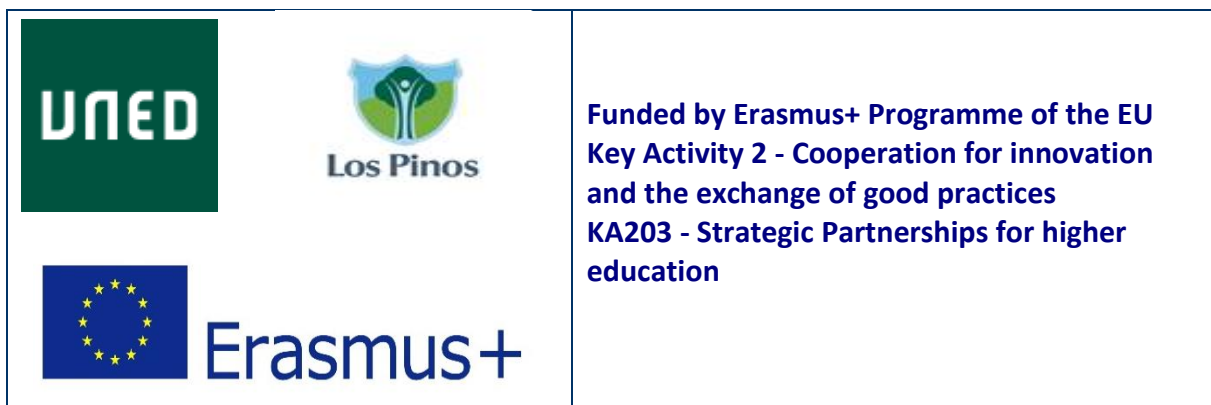 UNED
Los Pinos
Erasmus+
Funded by Erasmus+ Programme of the EU
Key Activity 2 - Cooperation for innovation
and the exchange of good practices
KA203 - Strategic Partnerships for higher
education